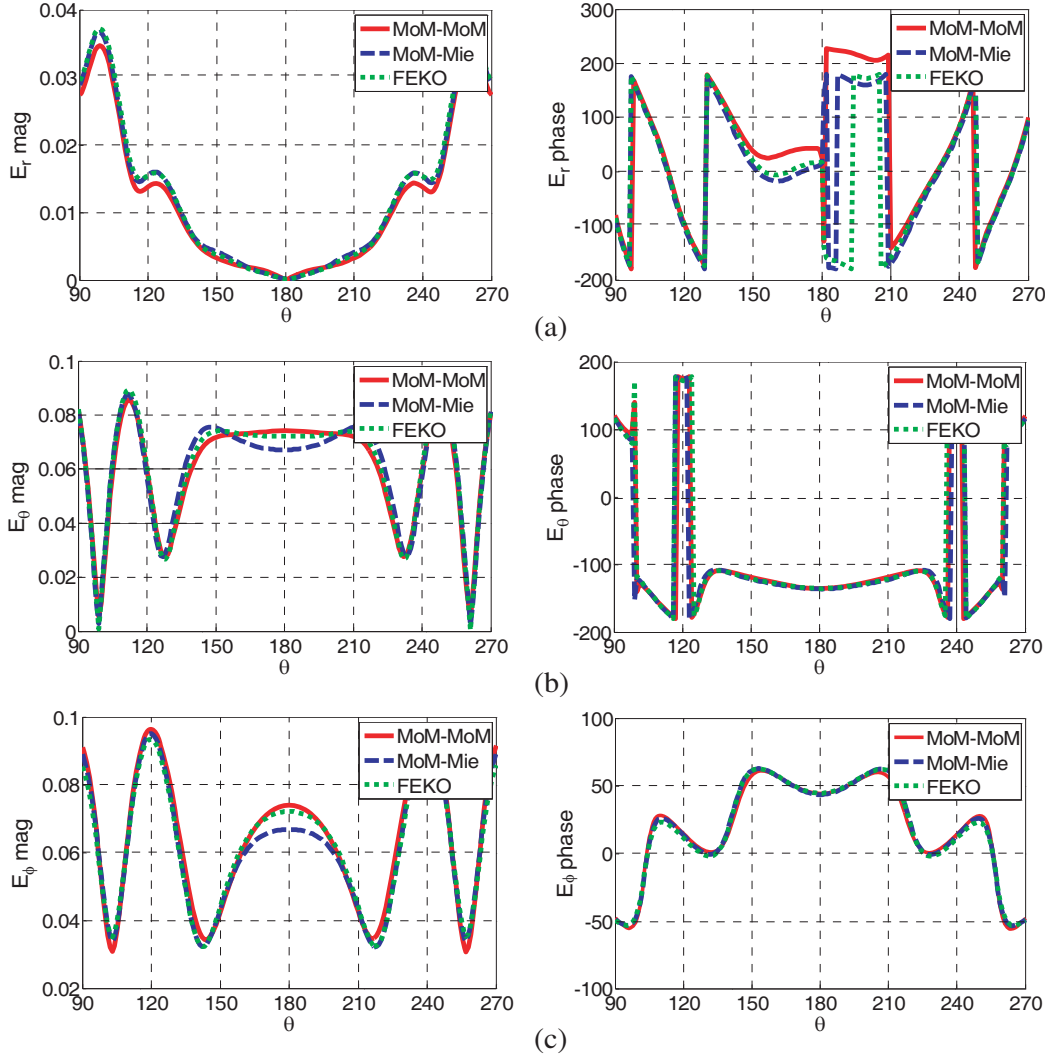 0.04
0.03
0.02
0.01
0
E_r mag
MoM-MoM
MoM-Mie
FEKO
90 120 150 180 210 240 270
θ
300
200
100
0
-100
-200
E_r phase
MoM-MoM
MoM-Mie
FEKO
90 120 150 180 210 240 270
θ
(a)
0.1
0.08
0.06
0.04
0.02
0
E_θ mag
MoM-MoM
MoM-Mie
FEKO
90 120 150 180 210 240 270
θ
200
100
0
-100
-200
E_θ phase
MoM-MoM
MoM-Mie
FEKO
90 120 150 180 210 240 270
θ
(b)
0.1
0.08
0.06
0.04
0.02
E_ϕ mag
MoM-MoM
MoM-Mie
FEKO
90 120 150 180 210 240 270
θ
100
50
0
-50
-100
E_ϕ phase
MoM-MoM
MoM-Mie
FEKO
90 120 150 180 210 240 270
θ
(c)